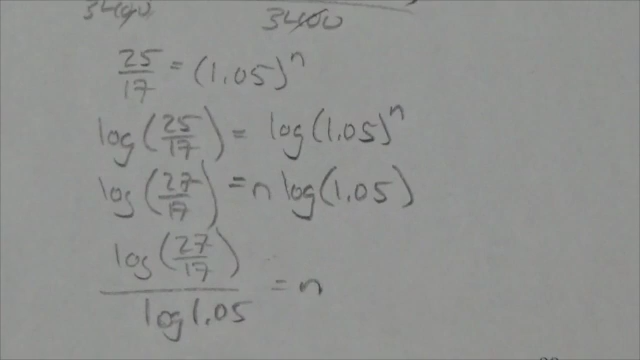 3400 3400
25/17 = (1.05)^n
log(25/17) = log(1.05)^n
log(27/17) = n log(1.05)
log(27/17) / log 1.05 = n